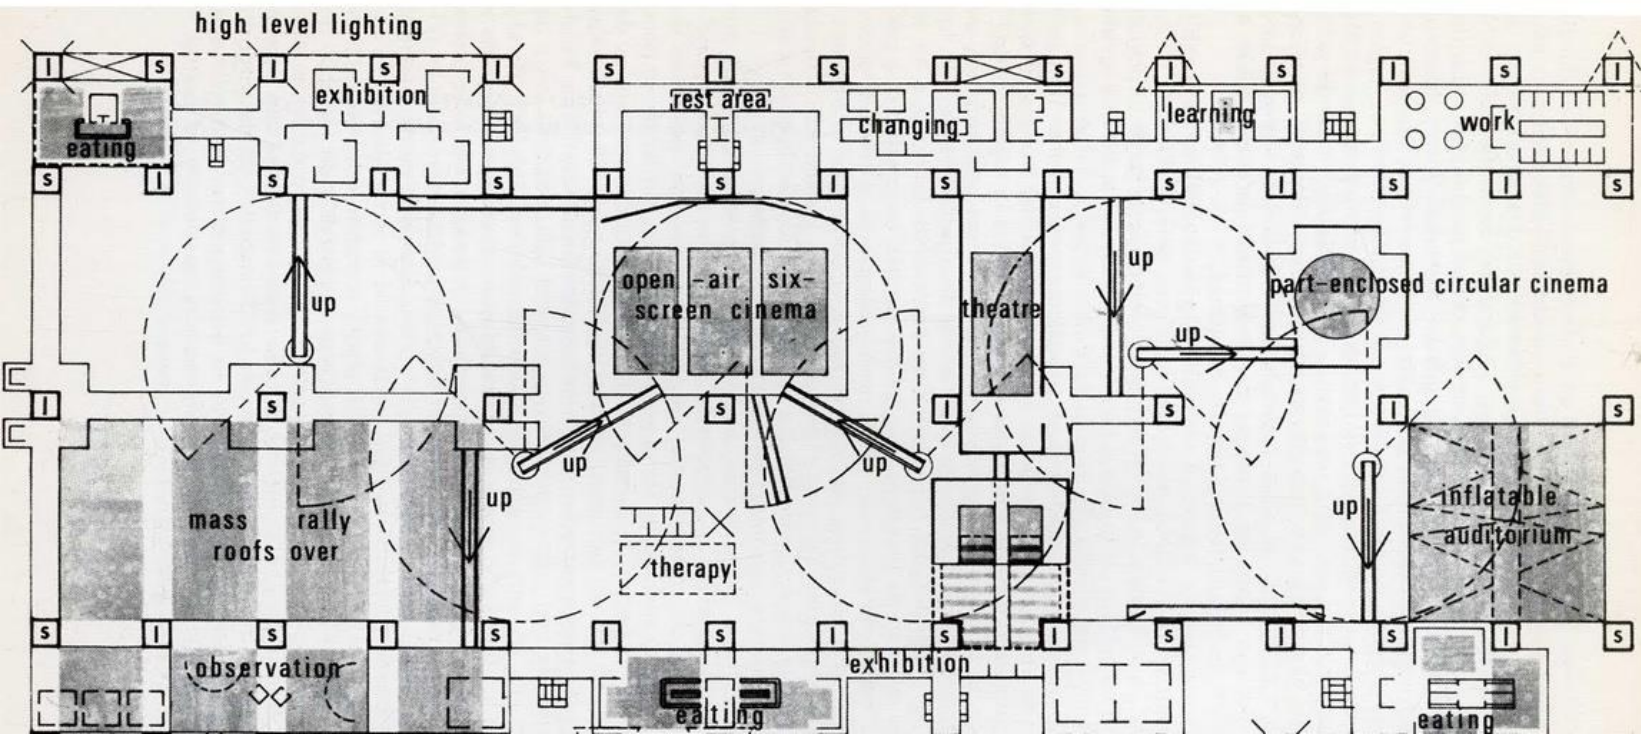 high level lighting
l s l s l s l s l s l s l s l
exhibition
rest area
changing
learning
work
eating
s l s l s l s l s l s l s l s
up
up
open-air six-
screen cinema
theatre
part-enclosed circular cinema
up
l s l s l s l s
up
up
up
mass rally
roofs over
up
inflatable
auditorium
therapy
s l s l s l s l s l s l s l s
observation
exhibition
eating
eating